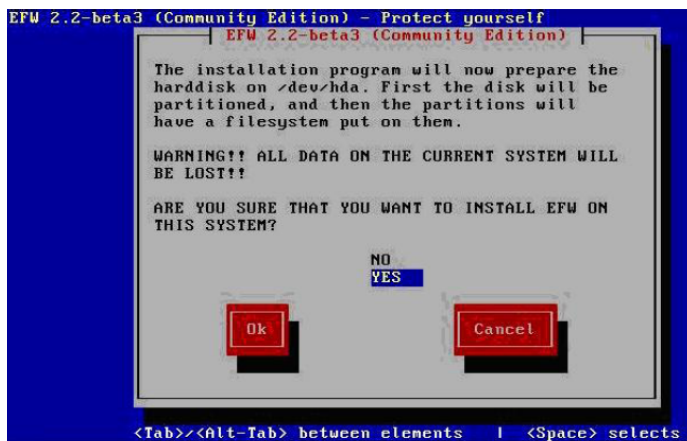 EFW 2.2-beta3 (Community Edition) - Protect yourself
EFW 2.2-beta3 (Community Edition)
The installation program will now prepare the
harddisk on /dev/hda. First the disk will be
partitioned, and then the partitions will
have a filesystem put on them.
WARNING!! ALL DATA ON THE CURRENT SYSTEM WILL
BE LOST!!
ARE YOU SURE THAT YOU WANT TO INSTALL EFW ON
THIS SYSTEM?
NO
YES
Ok Cancel
<Tab>/<Alt-Tab> between elements | <Space> selects